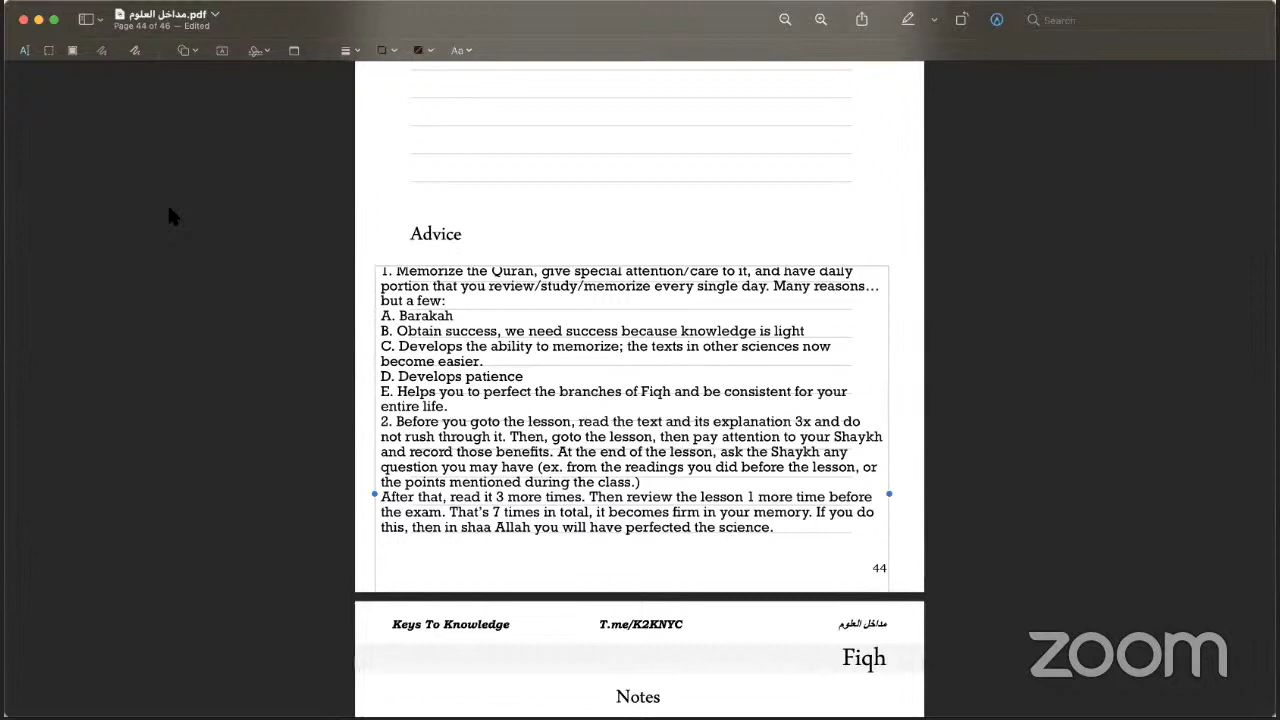 مداخل العلوم.pdf
Page 44 of 46 — Edited
Search
Aa
Advice
1. Memorize the Quran, give special attention/care to it, and have daily
portion that you review/study/memorize every single day. Many reasons…
but a few:
A. Barakah
B. Obtain success, we need success because knowledge is light
C. Develops the ability to memorize; the texts in other sciences now
become easier.
D. Develops patience
E. Helps you to perfect the branches of Fiqh and be consistent for your
entire life.
2. Before you goto the lesson, read the text and its explanation 3x and do
not rush through it. Then, goto the lesson, then pay attention to your Shaykh
and record those benefits. At the end of the lesson, ask the Shaykh any
question you may have (ex. from the readings you did before the lesson, or
the points mentioned during the class.)
After that, read it 3 more times. Then review the lesson 1 more time before
the exam. That's 7 times in total, it becomes firm in your memory. If you do
this, then in shaa Allah you will have perfected the science.
44
Keys To Knowledge T.me/K2KNYC مداخل العلوم
Fiqh
Notes
zoom